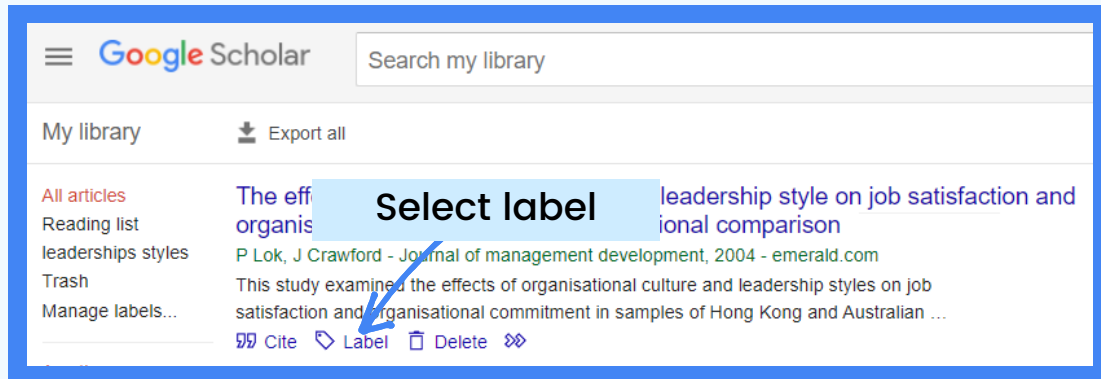 Google Scholar
Search my library
My library
Export all
All articles
Reading list
leaderships styles
Trash
Manage labels...
The eff leadership style on job satisfaction and
organis ional comparison
Select label
P Lok, J Crawford - Journal of management development, 2004 - emerald.com
This study examined the effects of organisational culture and leadership styles on job
satisfaction and organisational commitment in samples of Hong Kong and Australian …
Cite Label Delete